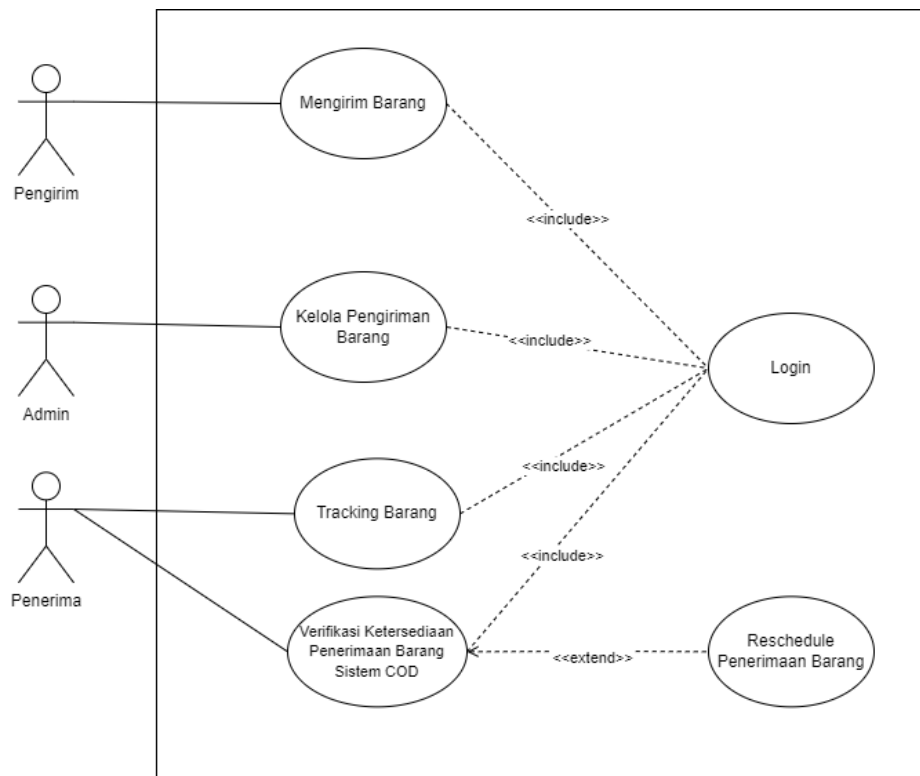 Mengirim Barang
Pengirim
<<include>>
Kelola Pengiriman
Barang
<<include>>
Login
Admin
<<include>>
Tracking Barang
<<include>>
Penerima
Verifikasi Ketersediaan
Penerimaan Barang
Sistem COD
<<extend>>
Reschedule
Penerimaan Barang